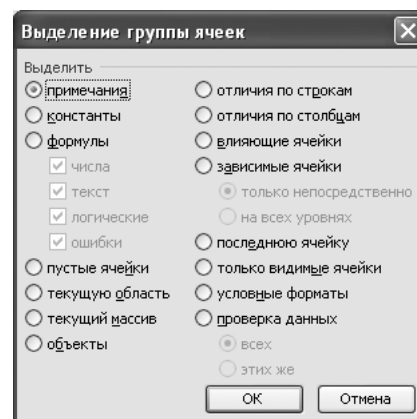 Выделение группы ячеек
Выделить
примечания
константы
формулы
числа
текст
логические
ошибки
пустые ячейки
текущую область
текущий массив
объекты
отличия по строкам
отличия по столбцам
влияющие ячейки
зависимые ячейки
только непосредственно
на всех уровнях
последнюю ячейку
только видимые ячейки
условные форматы
проверка данных
всех
этих же
ОК
Отмена